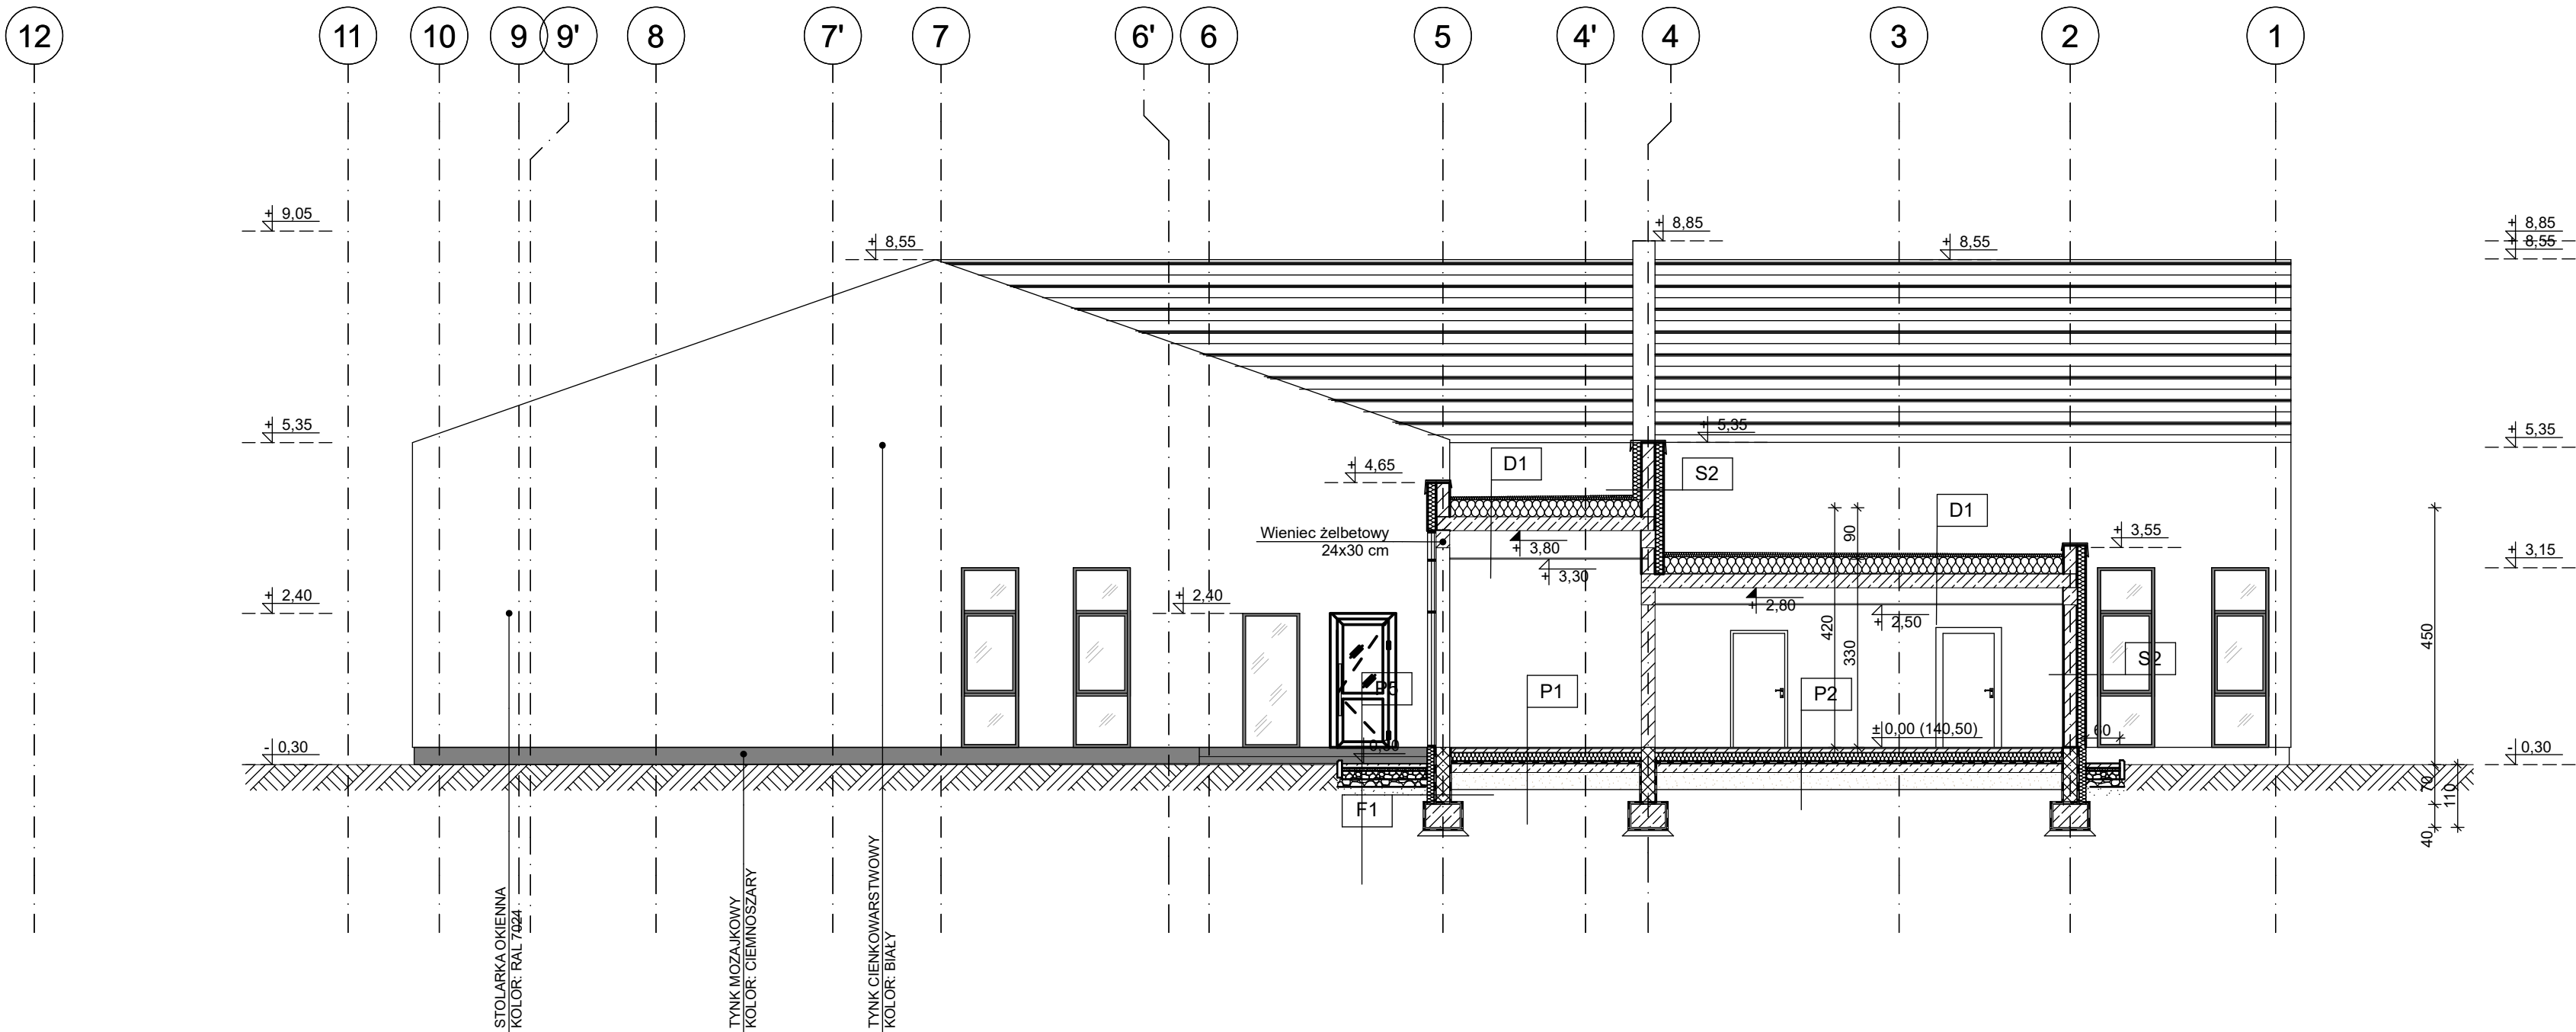 12
11
10
9
9'
8
7'
7
6'
6
5
4'
4
3
2
1
+ 9,05
+ 8,55
+ 8,85
+ 8,55
+ 8,85
+ 8,55
+ 5,35
+ 5,35
+ 5,35
+ 4,65
D1
S2
D1
Wieniec żelbetowy
24x30 cm
+ 3,80
+ 3,30
90
+ 3,55
+ 3,15
+ 2,40
+ 2,40
+ 2,80
+ 2,50
420
330
450
P5
P1
P2
S2
± 0,00 (140,50)
60
- 0,30
0,30
- 0,30
F1
70
110
40
STOLARKA OKIENNA
KOLOR: RAL 7024
TYNK MOZAJKOWY
KOLOR: CIEMNOSZARY
TYNK CIENKOWARSTWOWY
KOLOR: BIAŁY